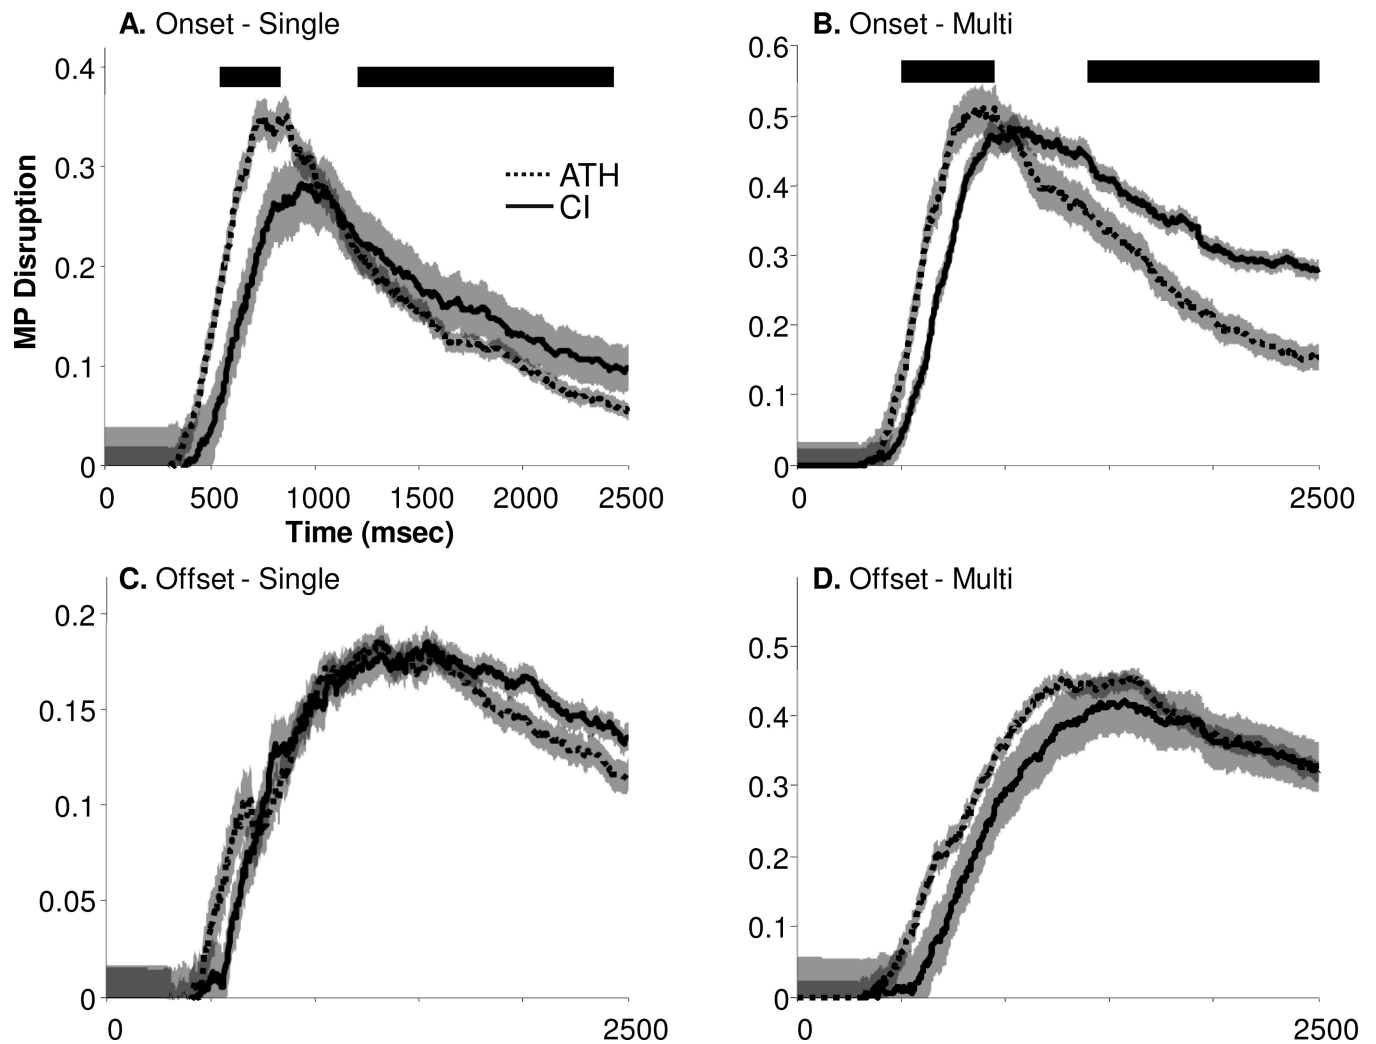 A. Onset - Single
0.4
0.3
0.2
0.1
0
MP Disruption
ATH
CI
0 500 1000 1500 2000 2500
Time (msec)
B. Onset - Multi
0.6
0.5
0.4
0.3
0.2
0.1
0
0 2500
C. Offset - Single
0.2
0.15
0.1
0.05
0
0 2500
D. Offset - Multi
0.5
0.4
0.3
0.2
0.1
0
0 2500